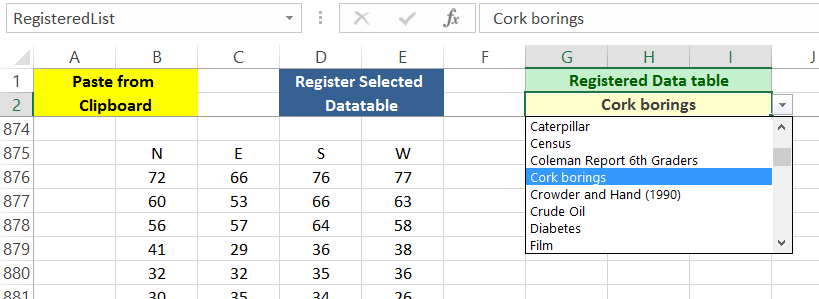 RegisteredList fx Cork borings
A B C D E F G H I J
1 Paste from Register Selected Registered Data table
2 Clipboard Datatable Cork borings
874 Caterpillar
Census
875 N E S W Coleman Report 6th Graders
876 72 66 76 77 Cork borings
877 60 53 66 63 Crowder and Hand (1990)
878 56 57 64 58 Crude Oil
879 41 29 36 38 Diabetes
Film
880 32 32 35 36
881 30 35 34 26